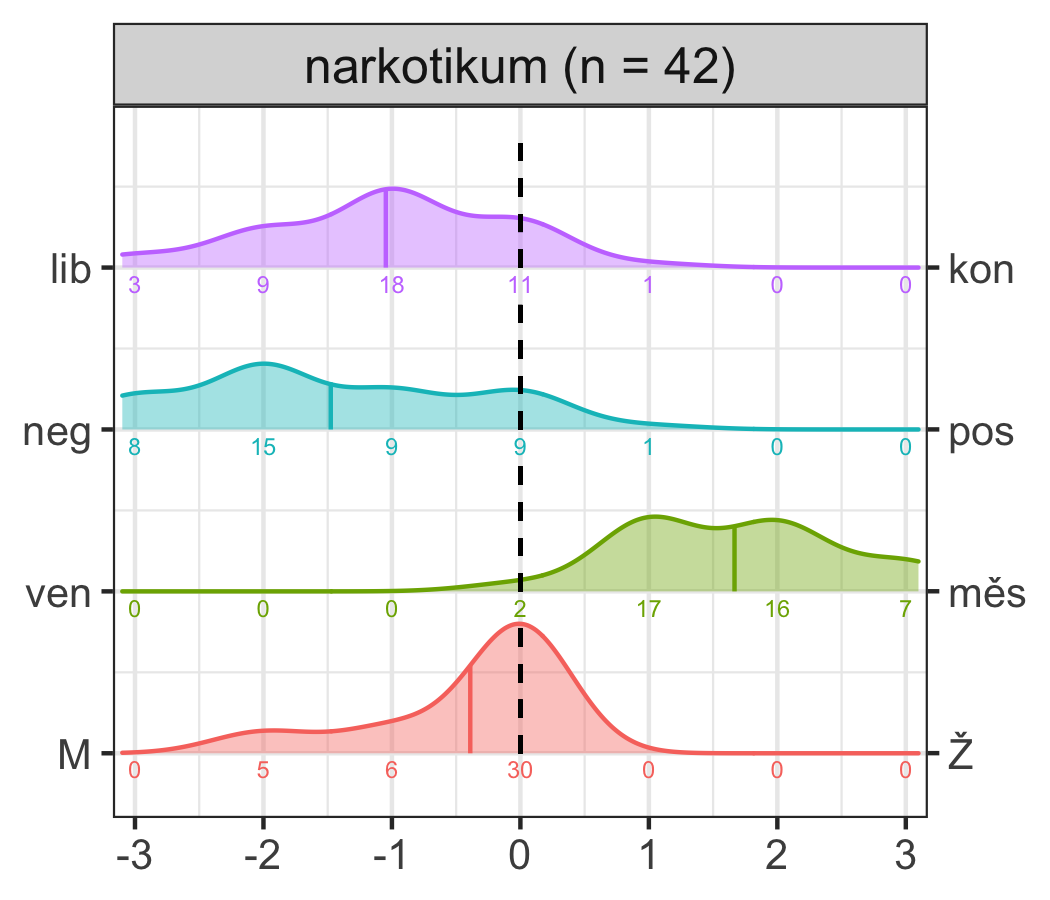 narkotikum (n = 42)
lib kon
3 9 18 11 1 0 0
neg pos
8 15 9 9 1 0 0
ven měs
0 0 0 2 17 16 7
M Ž
0 5 6 30 0 0 0
-3 -2 -1 0 1 2 3